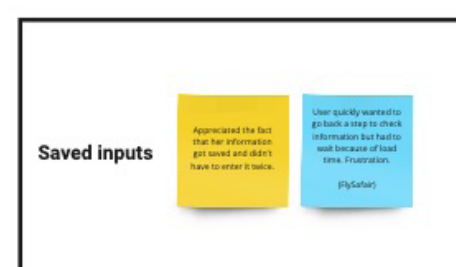 Saved inputs
Appreciated the fact
that her information
got saved and didn't
have to enter it twice.
User quickly wanted to
go back a step to check
information but had to
wait because of load
time. Frustration.
(FlySafair)